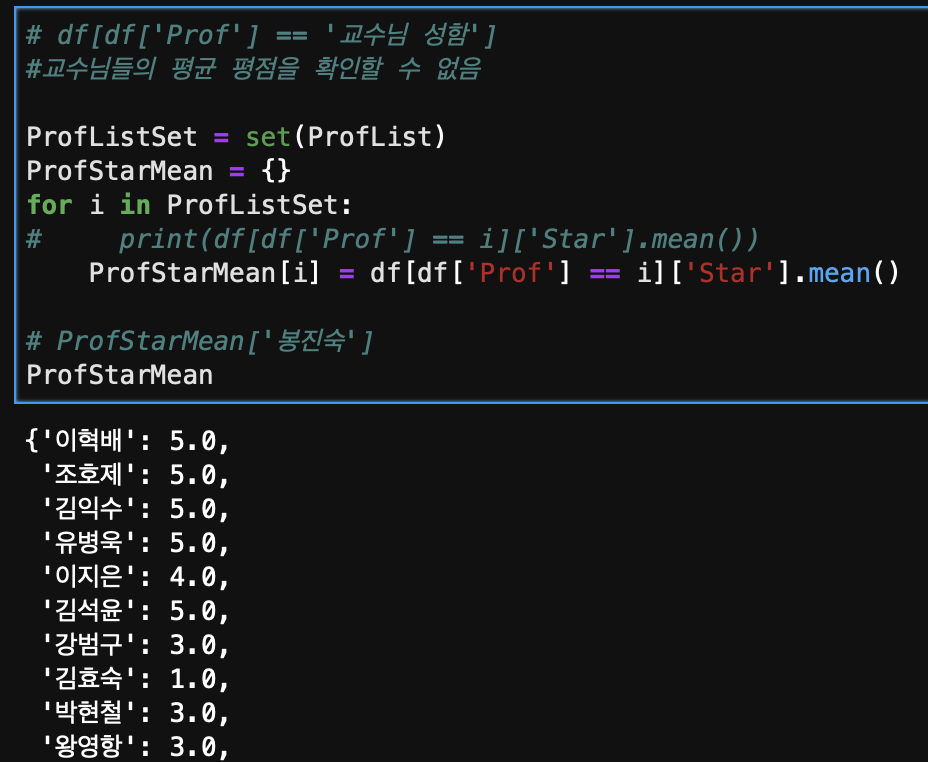 # df[df['Prof'] == '교수님 성함']
#교수님들의 평균 평점을 확인할 수 없음
ProfListSet = set(ProfList)
ProfStarMean = {}
for i in ProfListSet:
#     print(df[df['Prof'] == i]['Star'].mean())
    ProfStarMean[i] = df[df['Prof'] == i]['Star'].mean()
# ProfStarMean['봉진숙']
ProfStarMean
{'이혁배': 5.0,
 '조호제': 5.0,
 '김익수': 5.0,
 '유병욱': 5.0,
 '이지은': 4.0,
 '김석윤': 5.0,
 '강범구': 3.0,
 '김효숙': 1.0,
 '박현철': 3.0,
 '왕영항': 3.0,